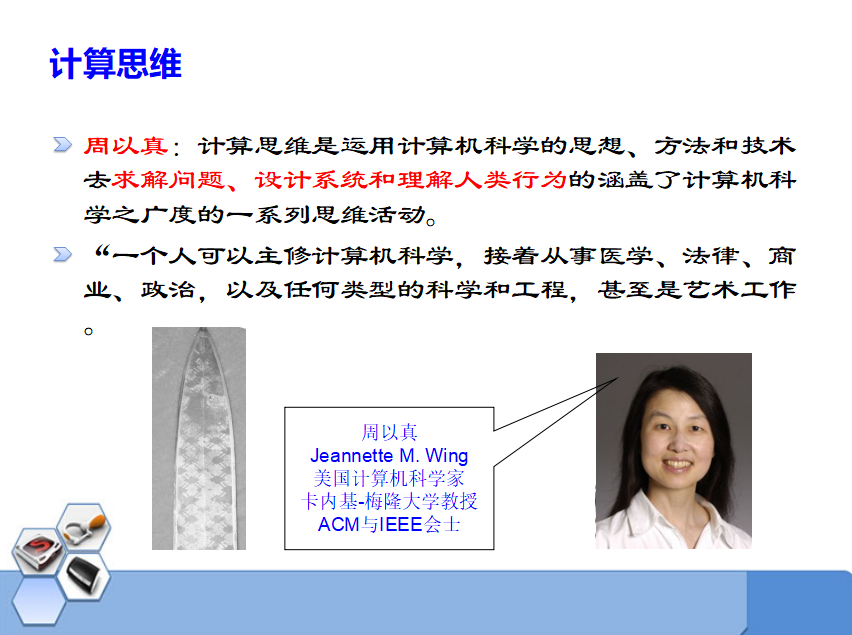 计算思维
周以真：计算思维是运用计算机科学的思想、方法和技术
去求解问题、设计系统和理解人类行为的涵盖了计算机科
学之广度的一系列思维活动。
“一个人可以主修计算机科学，接着从事医学、法律、商
业、政治，以及任何类型的科学和工程，甚至是艺术工作
。
周以真
Jeannette M. Wing
美国计算机科学家
卡内基-梅隆大学教授
ACM与IEEE会士